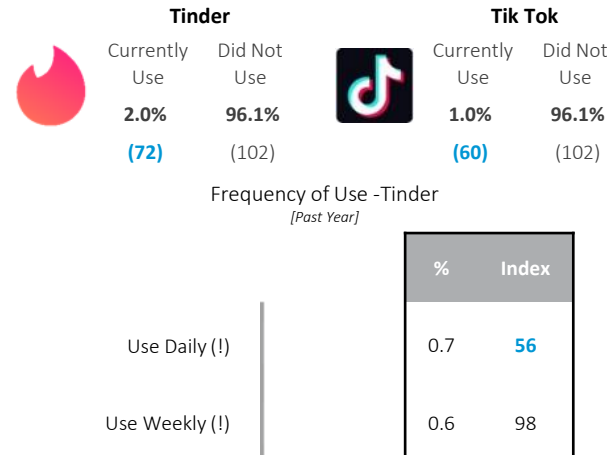 Tinder
Currently Use
Did Not Use
2.0%
96.1%
(72)
(102)
Tik Tok
Currently Use
Did Not Use
1.0%
96.1%
(60)
(102)
Frequency of Use -Tinder
[Past Year]
% Index
Use Daily (!) 0.7 56
Use Weekly (!) 0.6 98